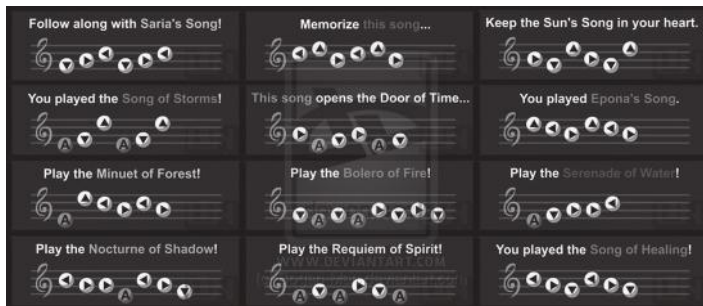 Follow along with Saria's Song!
Memorize this song...
Keep the Sun's Song in your heart.
You played the Song of Storms!
This song opens the Door of Time...
You played Epona's Song.
A A
A A
Play the Minuet of Forest!
Play the Bolero of Fire!
Play the Serenade of Water!
A
A A
A
Play the Nocturne of Shadow!
Play the Requiem of Spirit!
You played the Song of Healing!
WWW.DEVIANTART.COM
A
A A A